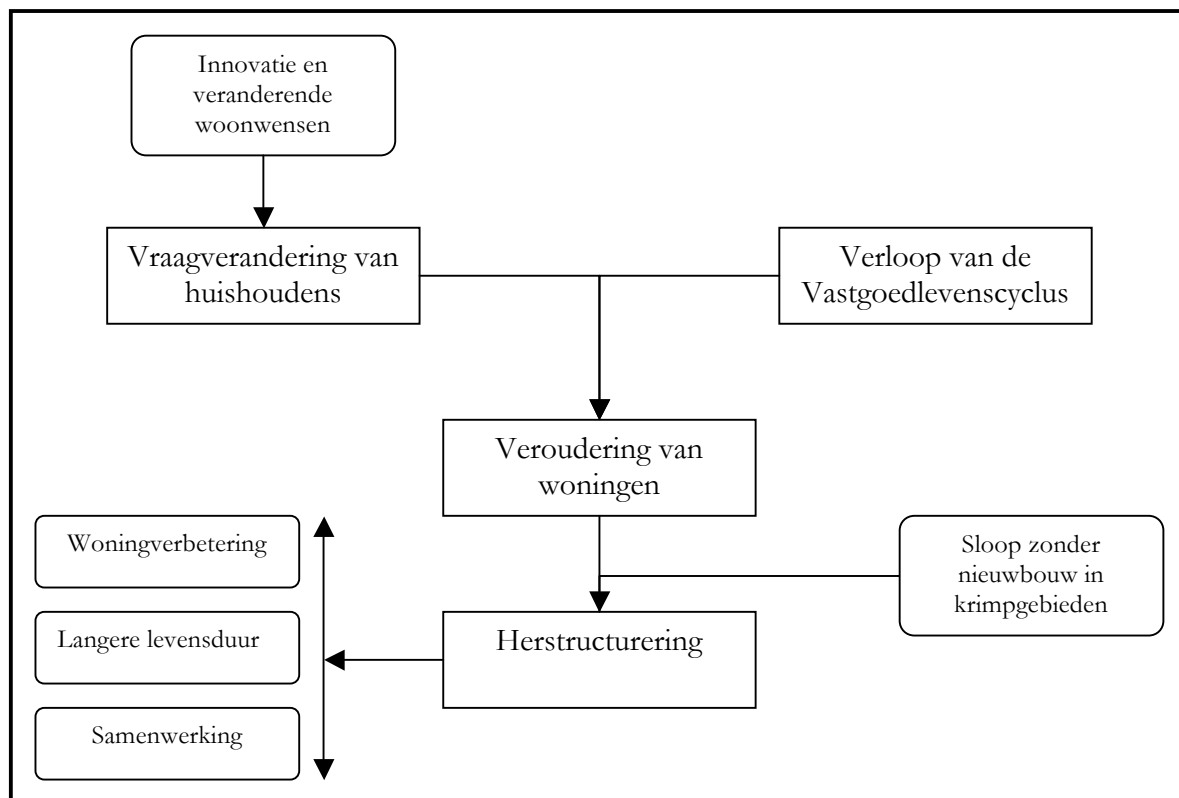 Innovatie en
veranderende
woonwensen
Vraagverandering van
huishoudens
Verloop van de
Vastgoedlevenscyclus
Veroudering van
woningen
Woningverbetering
Sloop zonder
nieuwbouw in
krimpgebieden
Langere levensduur
Herstructurering
Samenwerking